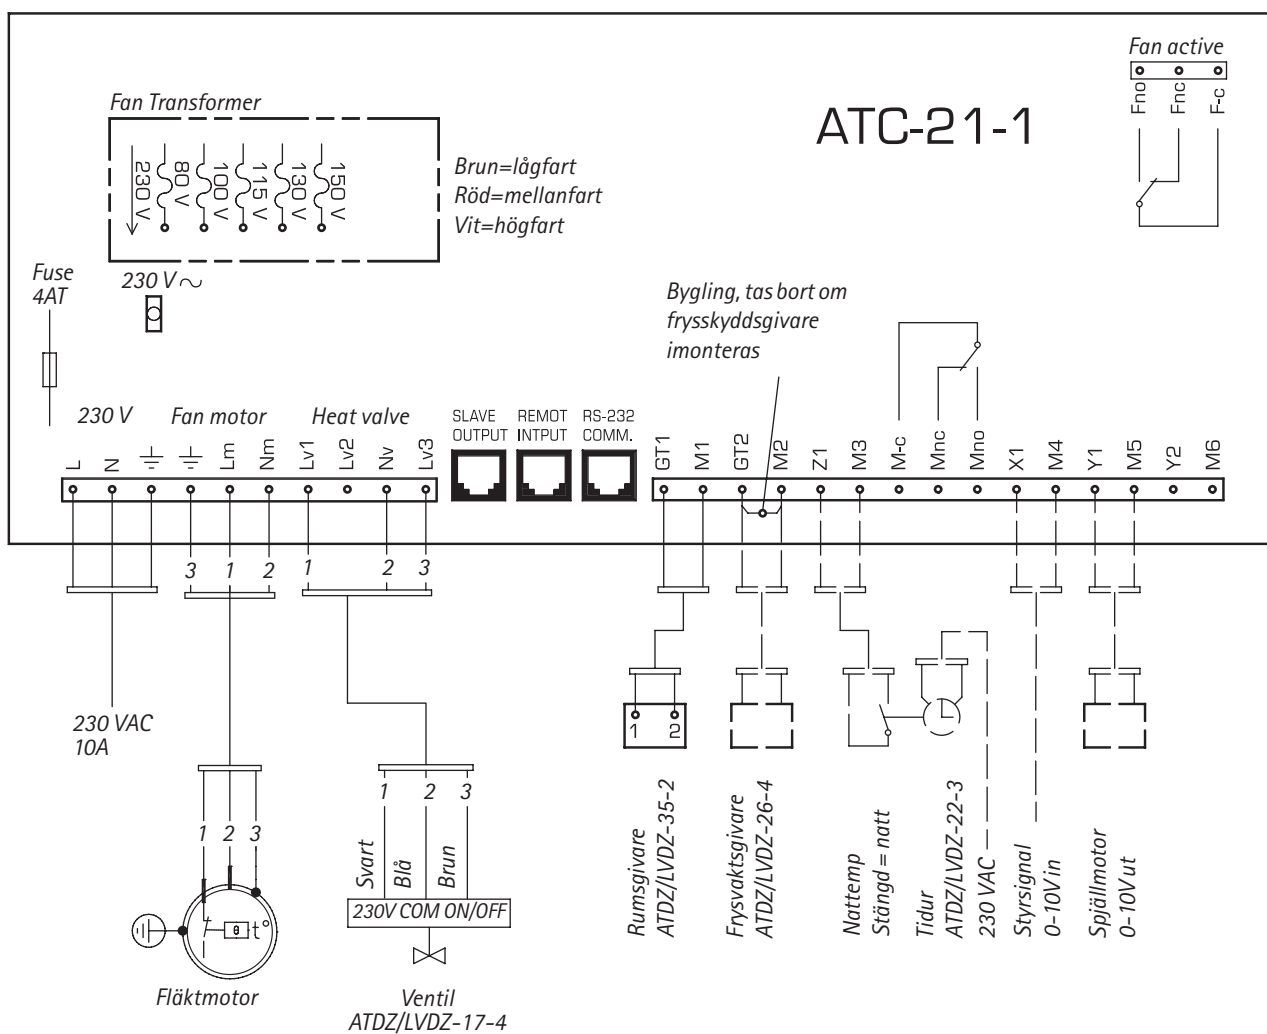 Fan active
Fno
Fnc
F-c
ATC-21-1
Fan Transformer
230 V
80 V
100 V
115 V
130 V
150 V
Brun=lågfart
Röd=mellanfart
Vit=högfart
Fuse
4AT
230 V ~
Bygling, tas bort om
frysskyddsgivare
imonteras
230 V
Fan motor
Heat valve
SLAVE
OUTPUT
REMOT
INTPUT
RS-232
COMM.
L
N
Lm
Nm
Lv1
Lv2
Nv
Lv3
GT1
M1
GT2
M2
Z1
M3
M-c
Mnc
Mno
X1
M4
Y1
M5
Y2
M6
3
1
2
1
2
3
230 VAC
10A
1
2
1
2
3
1
2
3
Svart
Blå
Brun
230V COM ON/OFF
θ t°
Fläktmotor
Ventil
ATDZ/LVDZ-17-4
Rumsgivare
ATDZ/LVDZ-35-2
Frysvaktsgivare
ATDZ/LVDZ-26-4
Nattemp
Stängd = natt
Tidur
ATDZ/LVDZ-22-3
230 VAC
Styrsignal
0-10V in
Spjällmotor
0-10V ut